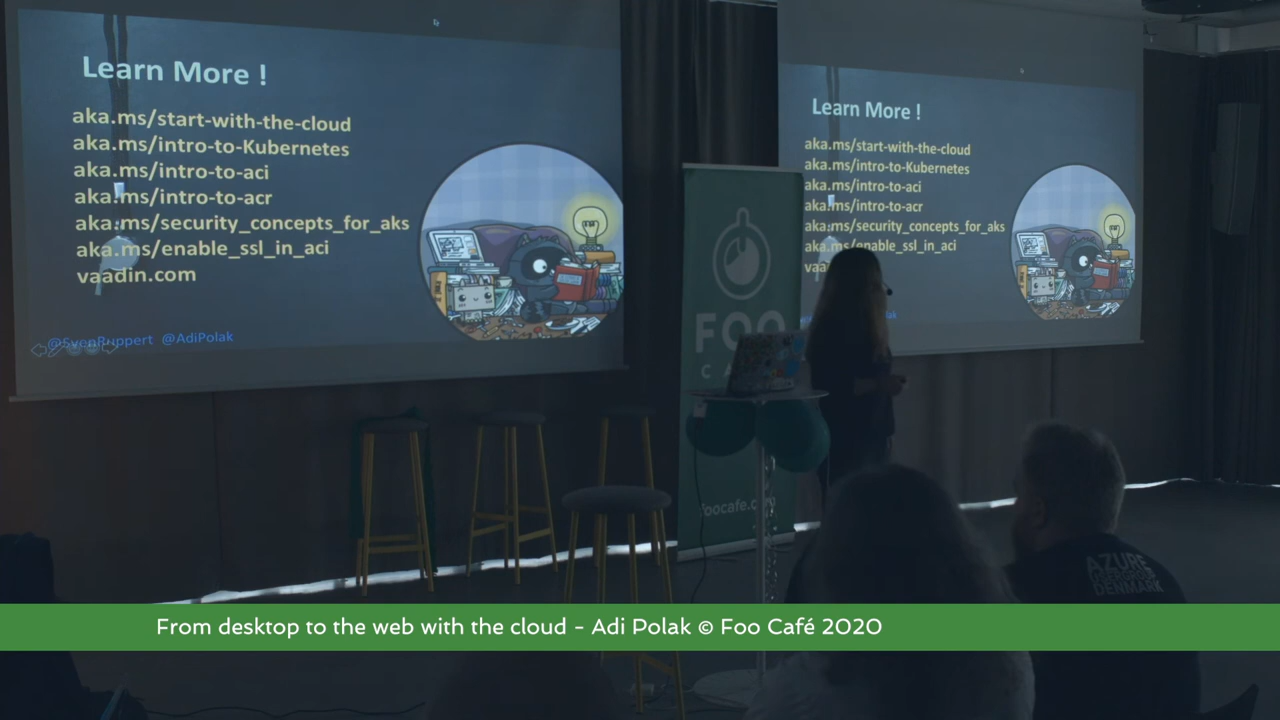 Learn More !
aka.ms/start-with-the-cloud
aka.ms/intro-to-Kubernetes
aka.ms/intro-to-aci
aka.ms/intro-to-acr
aka.ms/security_concepts_for_aks
aka.ms/enable_ssl_in_aci
vaadin.com
@SvenRuppert @AdiPolak
Learn More !
aka.ms/start-with-the-cloud
aka.ms/intro-to-Kubernetes
aka.ms/intro-to-aci
aka.ms/intro-to-acr
aka.ms/security_concepts_for_aks
aka.ms/enable_ssl_in_aci
FOO
AZURE
DENMARK
From desktop to the web with the cloud - Adi Polak © Foo Café 2020